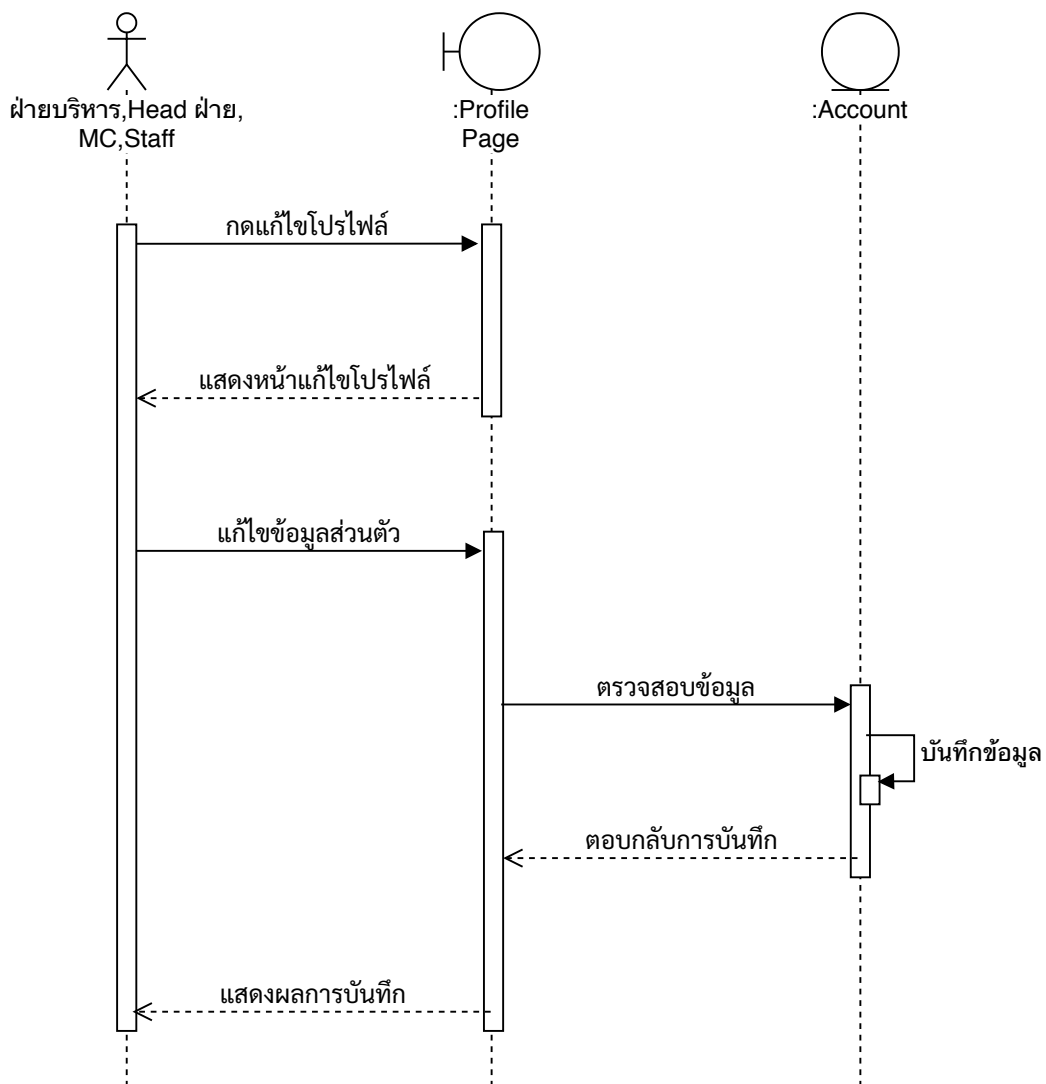 ฝ่ายบริหาร,Head ฝ่าย,
MC,Staff
:Profile
Page
:Account
กดแก้ไขโปรไฟล์
แสดงหน้าแก้ไขโปรไฟล์
แก้ไขข้อมูลส่วนตัว
ตรวจสอบข้อมูล
บันทึกข้อมูล
ตอบกลับการบันทึก
แสดงผลการบันทึก